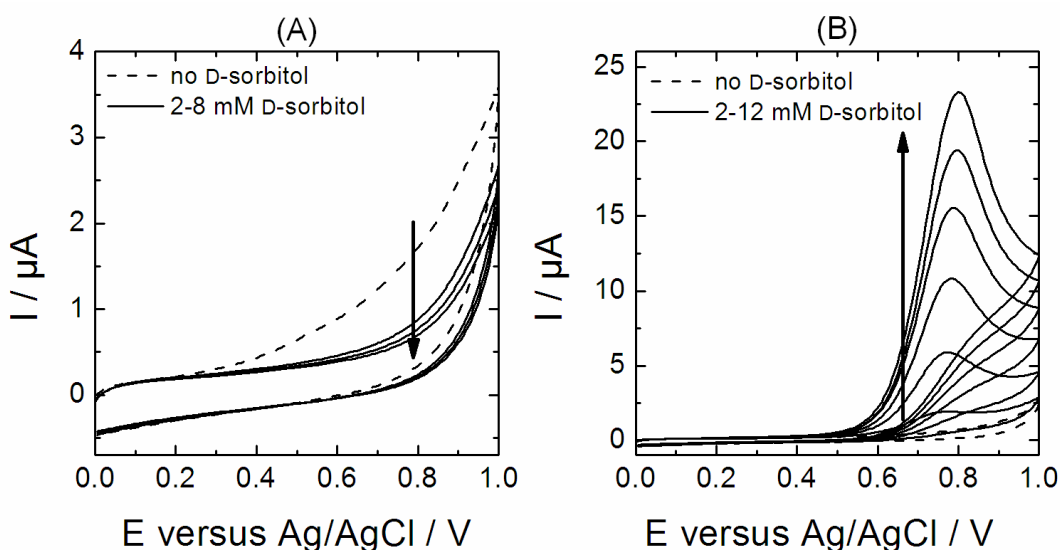 (A)
no D-sorbitol
2-8 mM D-sorbitol
I / µA
4
3
2
1
0
0.0 0.2 0.4 0.6 0.8 1.0
E versus Ag/AgCl / V
(B)
no D-sorbitol
2-12 mM D-sorbitol
I / µA
25
20
15
10
5
0
0.0 0.2 0.4 0.6 0.8 1.0
E versus Ag/AgCl / V